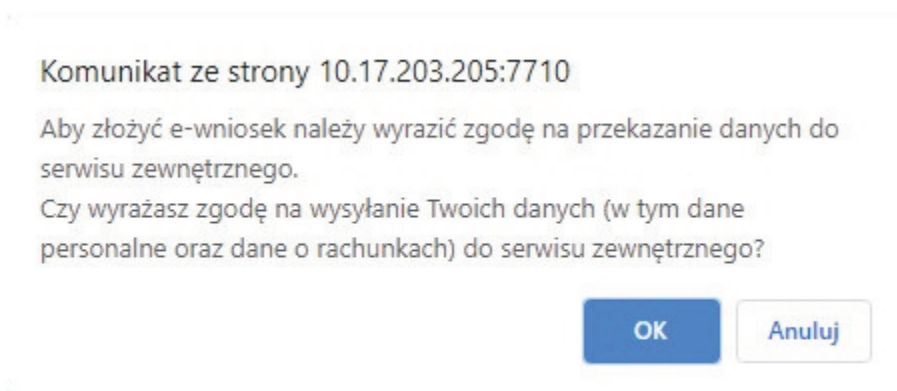 Komunikat ze strony 10.17.203.205:7710
Aby złożyć e-wniosek należy wyrazić zgodę na przekazanie danych do
serwisu zewnętrznego.
Czy wyrażasz zgodę na wysyłanie Twoich danych (w tym dane
personalne oraz dane o rachunkach) do serwisu zewnętrznego?
OK Anuluj